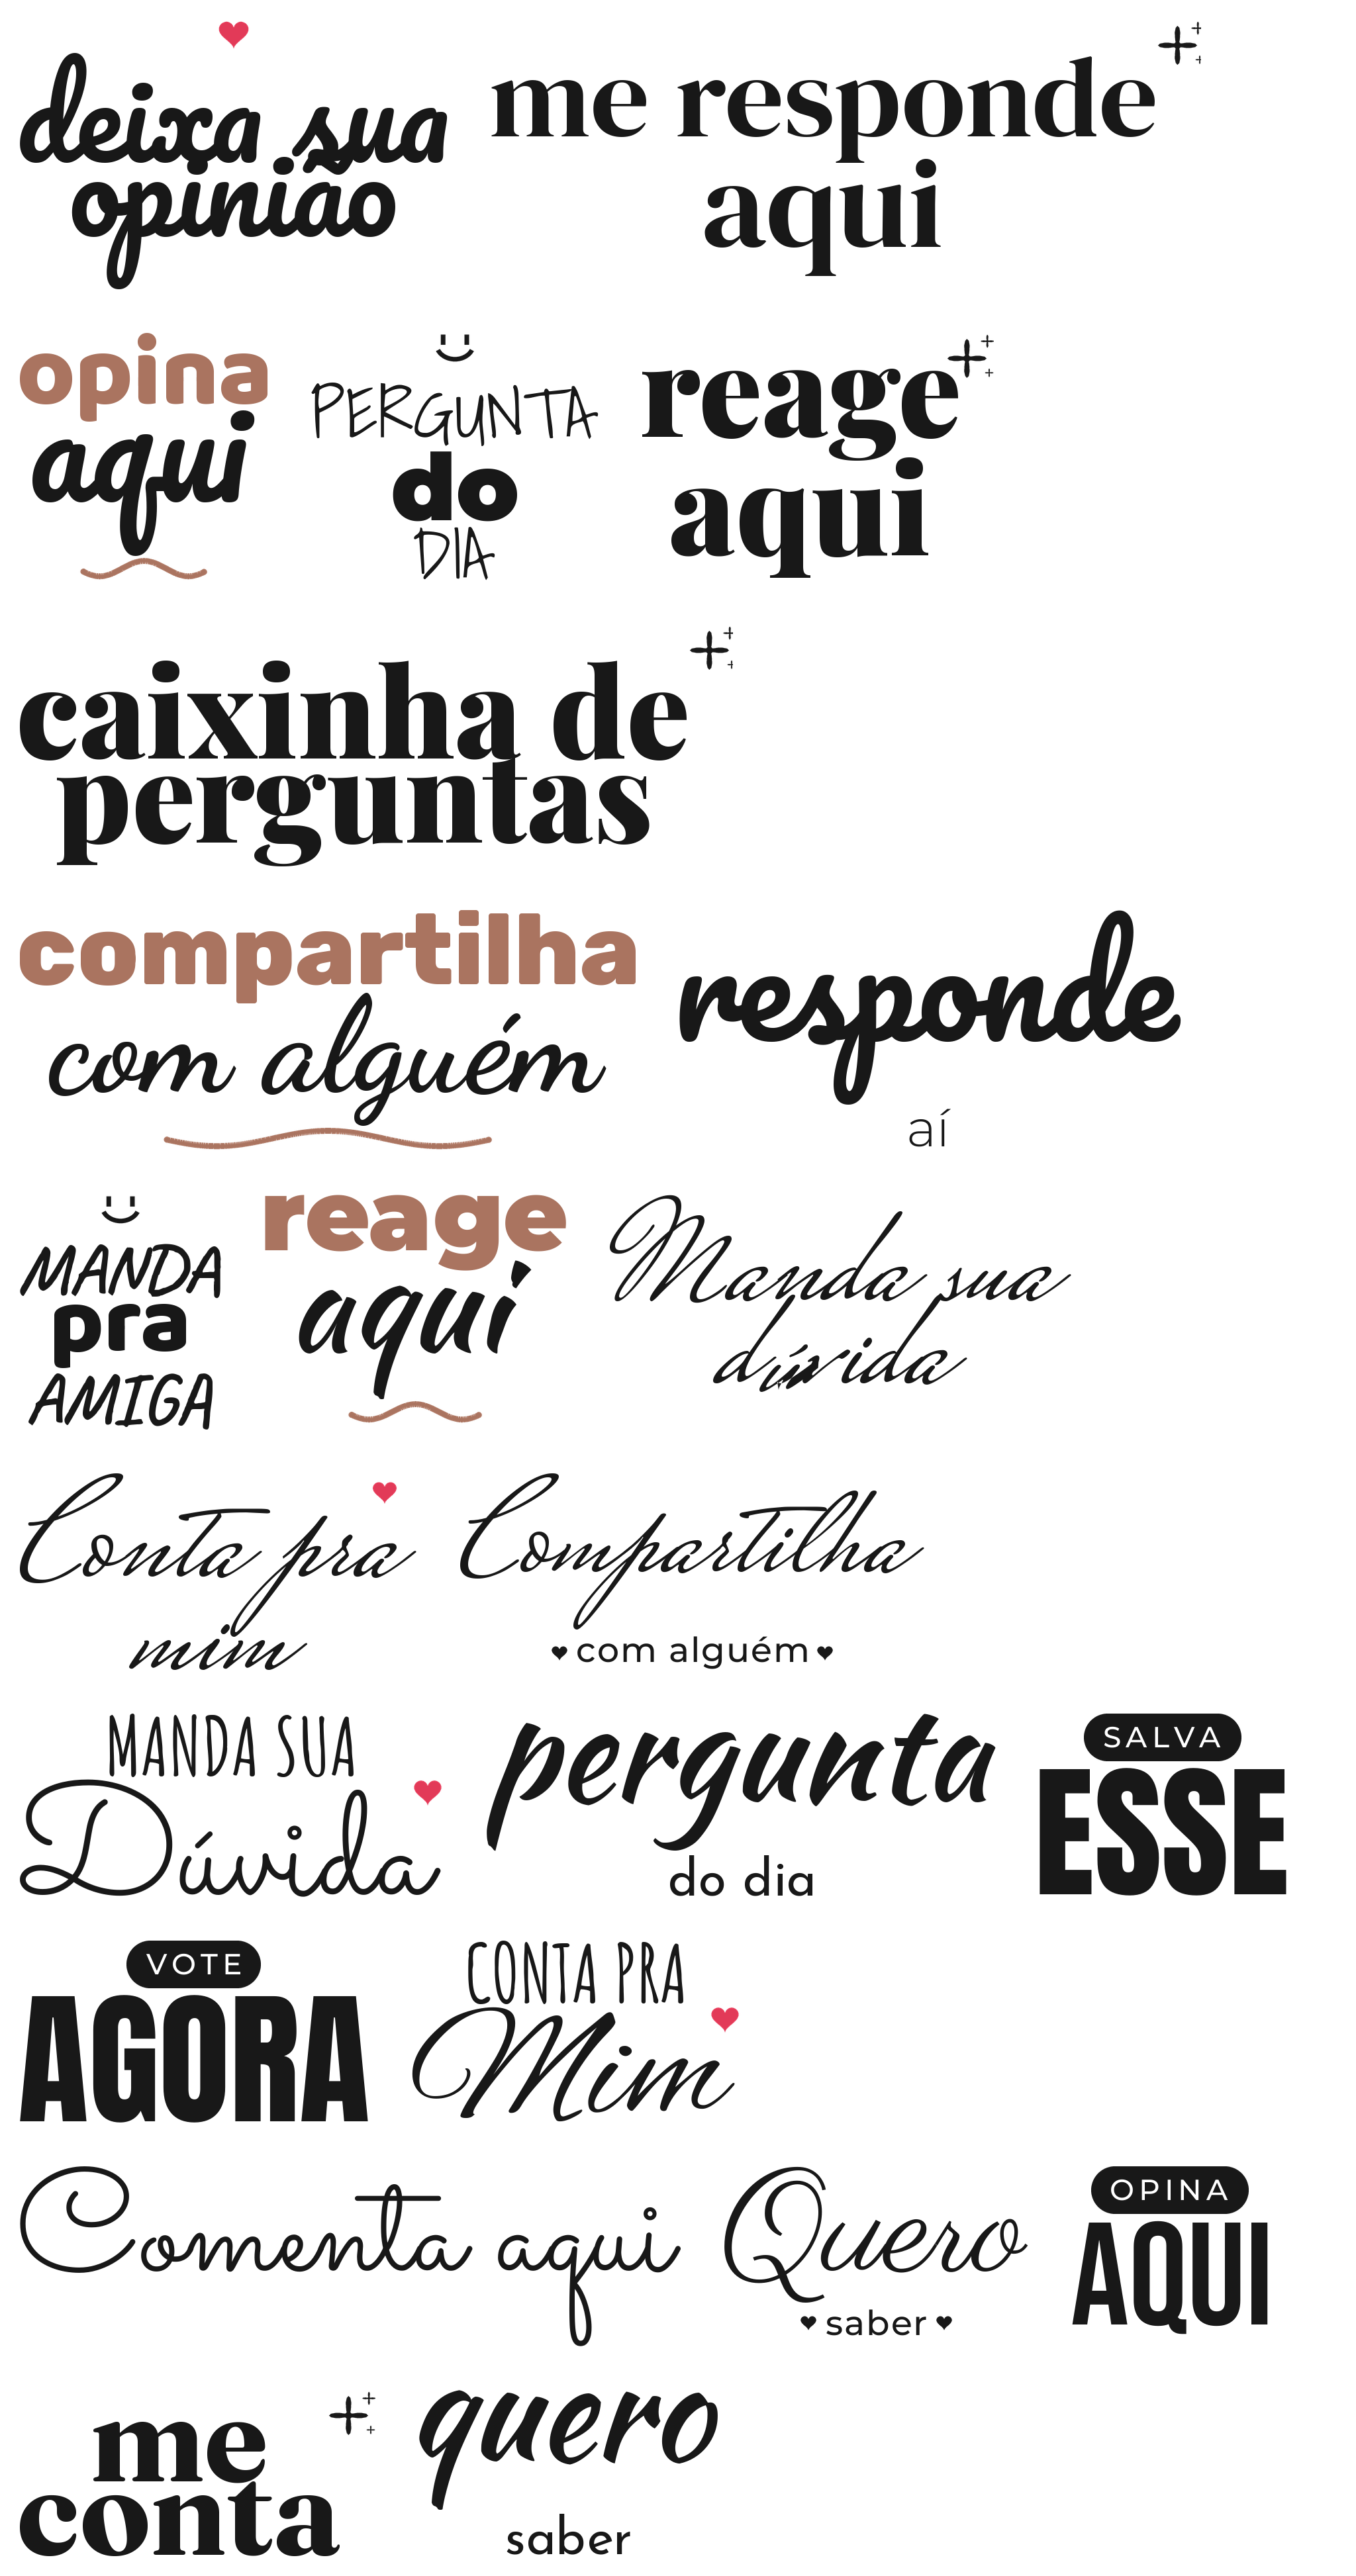 deixa sua
opinião
me responde
aqui
opina
aqui
PERGUNTA
do
DIA
reage
aqui
caixinha de
perguntas
compartilha
com alguém
responde
aí
MANDA
pra
AMIGA
reage
aqui
Manda sua
dúvida
Conta pra
mim
Compartilha
com alguém
MANDA SUA
Dúvida
pergunta
do dia
SALVA
ESSE
VOTE
AGORA
CONTA PRA
Mim
Comenta aqui
Quero
saber
OPINA
AQUI
me
conta
quero
saber